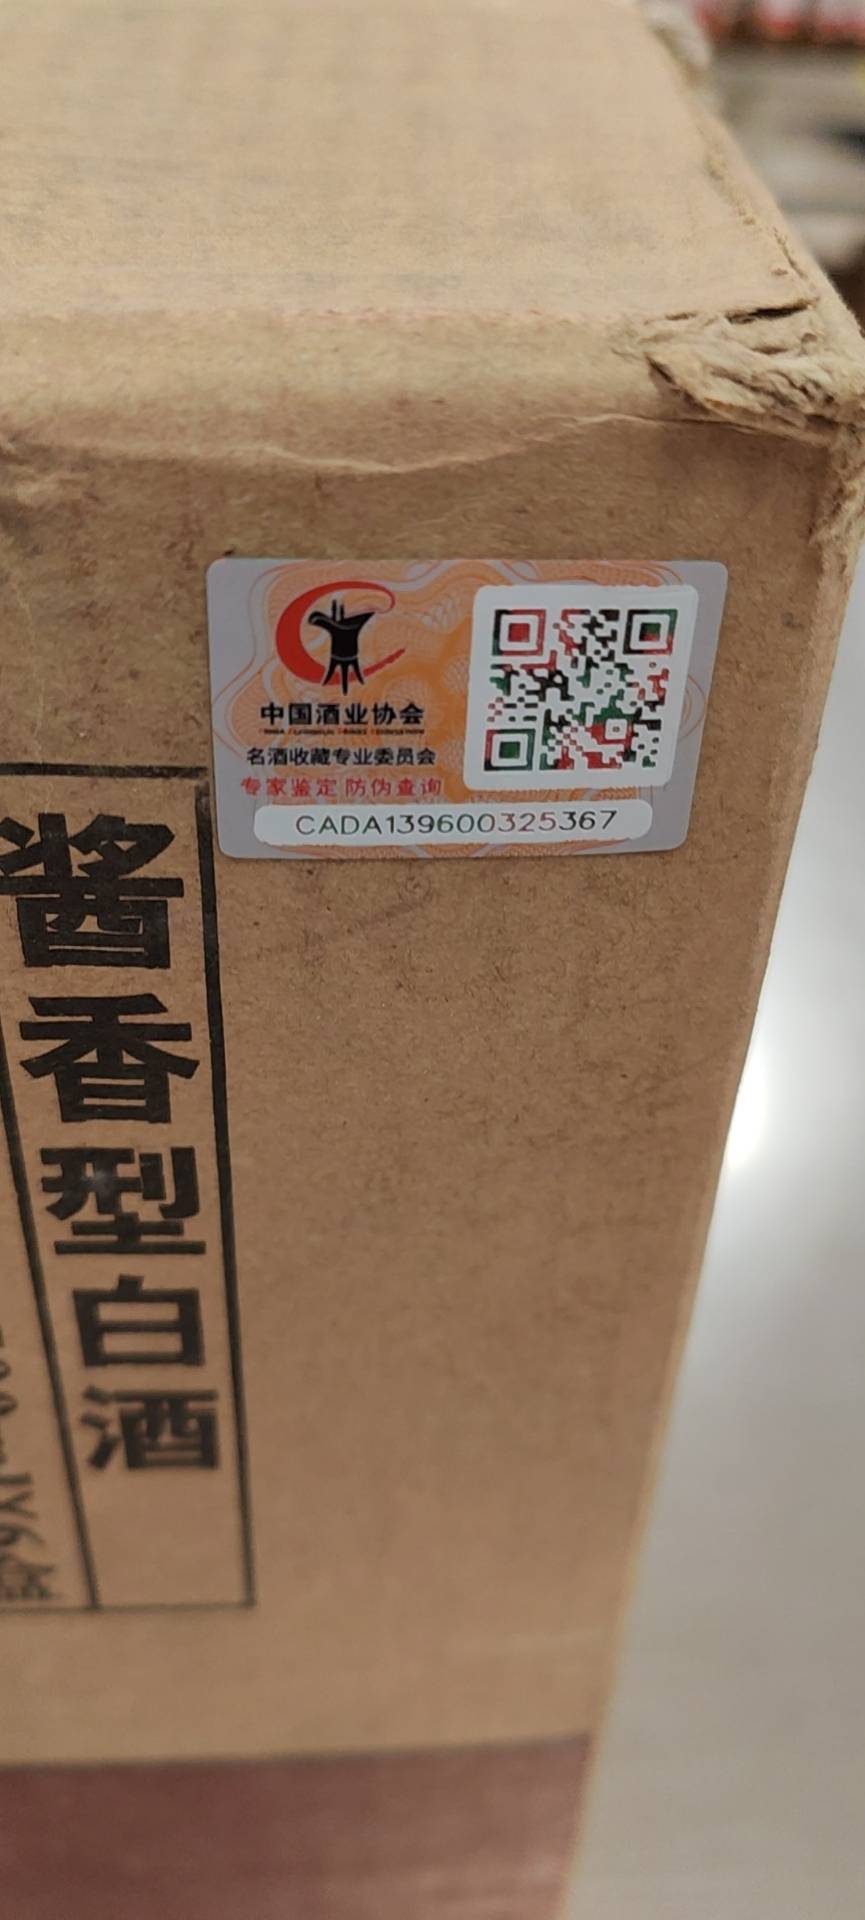 中国酒业协会
名酒收藏专业委员会
专家鉴定 防伪查询
CADA139600325367
酱香型白酒